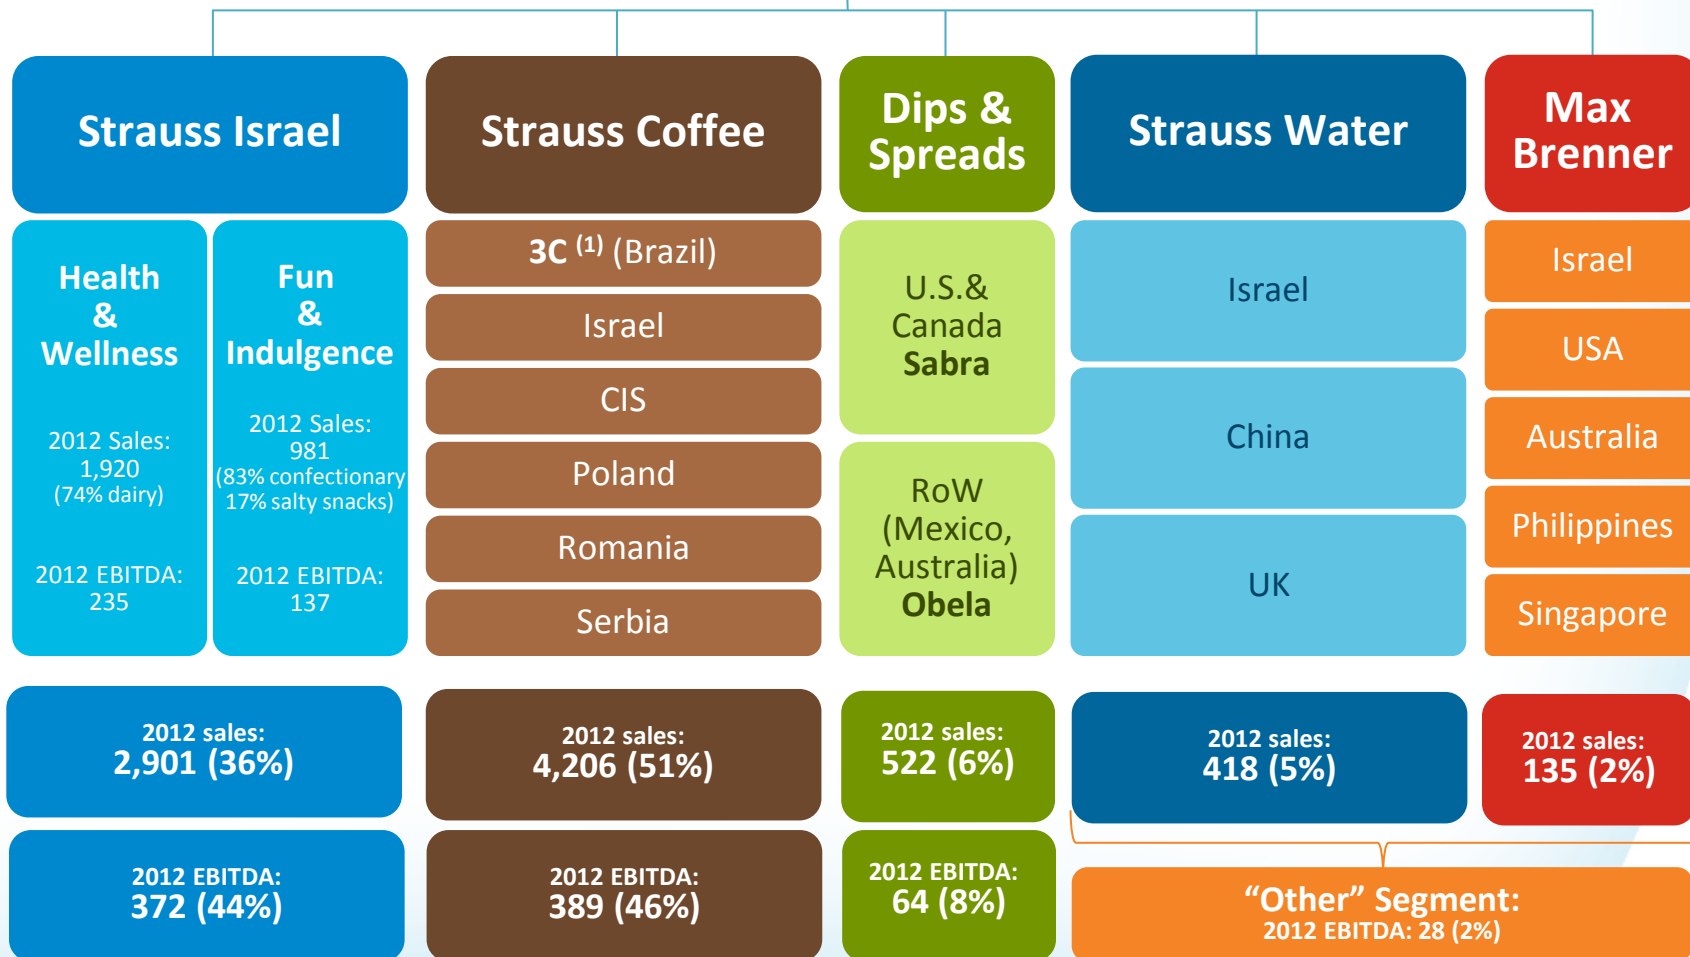 Strauss Israel
Strauss Coffee
Dips &
Spreads
Strauss Water
Max
Brenner
Health
&
Wellness
2012 Sales:
1,920
(74% dairy)
2012 EBITDA:
235
Fun
&
Indulgence
2012 Sales:
981
(83% confectionary
17% salty snacks)
2012 EBITDA:
137
3C (1) (Brazil)
Israel
CIS
Poland
Romania
Serbia
U.S.&
Canada
Sabra
RoW
(Mexico,
Australia)
Obela
Israel
China
UK
Israel
USA
Australia
Philippines
Singapore
2012 sales:
2,901 (36%)
2012 sales:
4,206 (51%)
2012 sales:
522 (6%)
2012 sales:
418 (5%)
2012 sales:
135 (2%)
2012 EBITDA:
372 (44%)
2012 EBITDA:
389 (46%)
2012 EBITDA:
64 (8%)
“Other” Segment:
2012 EBITDA: 28 (2%)